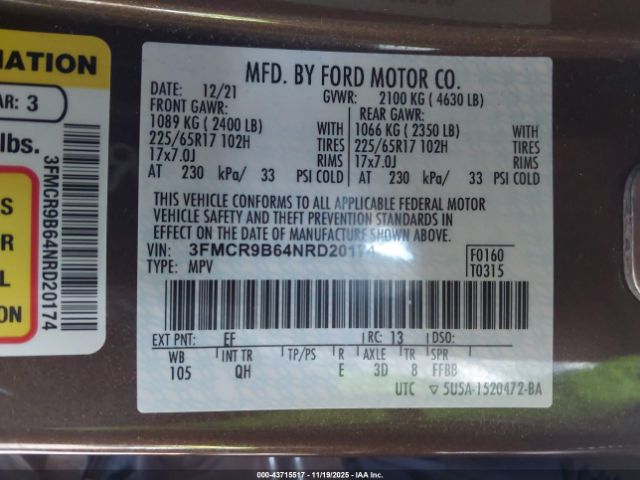 MATION
AR: 3
lbs.
3FMCR9B64NRD20174
S
R
L
ON
MFD. BY FORD MOTOR CO.
DATE: 12/21 GVWR: 2100 KG ( 4630 LB)
FRONT GAWR: REAR GAWR:
1089 KG ( 2400 LB) WITH 1066 KG ( 2350 LB) WITH
225/65R17 102H TIRES 225/65R17 102H TIRES
17x7.0J RIMS 17x7.0J RIMS
AT 230 kPa/ 33 PSI COLD AT 230 kPa/ 33 PSI COLD
THIS VEHICLE CONFORMS TO ALL APPLICABLE FEDERAL MOTOR
VEHICLE SAFETY AND THEFT PREVENTION STANDARDS IN
EFFECT ON THE DATE OF MANUFACTURE SHOWN ABOVE.
VIN: 3FMCR9B64NRD20174 F0160
TYPE: MPV T0315
EXT PNT: EF RC: 13 DSO:
WB INT TR TP/PS R AXLE TR SPR
105 QH E 3D 8 FFBB
UTC ▽ 5U5A-1520472-BA
000-43715517 | 11/19/2025 | IAAI.COM